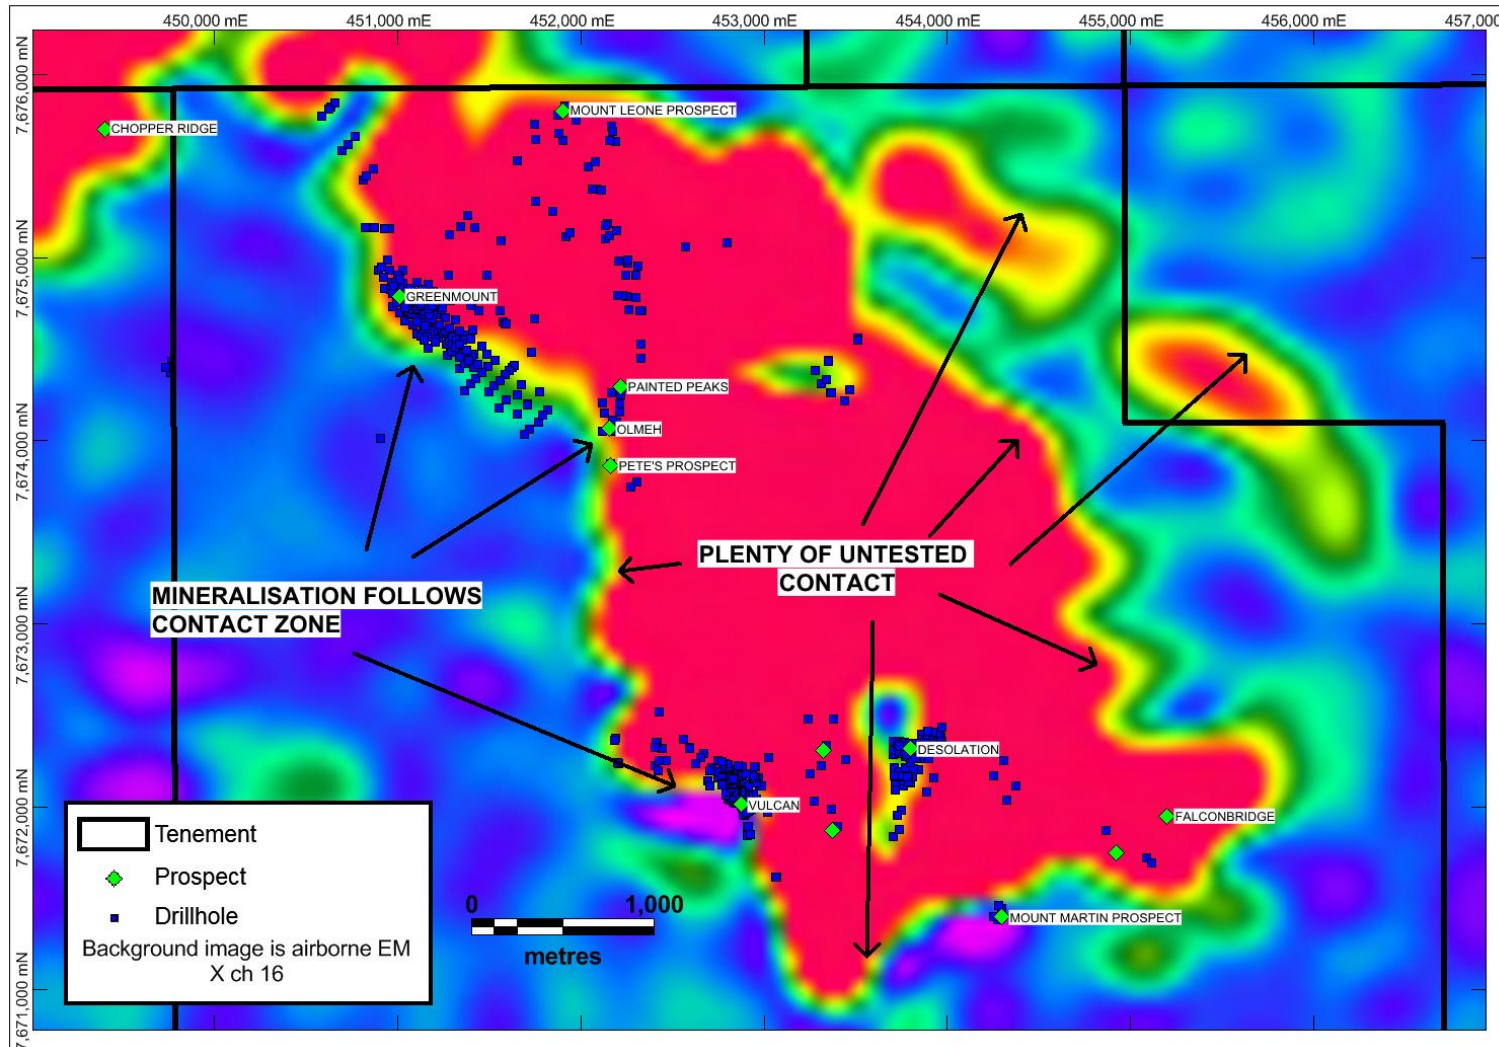 450,000 mE
451,000 mE
452,000 mE
453,000 mE
454,000 mE
455,000 mE
456,000 mE
457,000
7,676,000 mN
7,675,000 mN
7,674,000 mN
7,673,000 mN
7,672,000 mN
7,671,000 mN
CHOPPER RIDGE
MOUNT LEONE PROSPECT
GREENMOUNT
PAINTED PEAKS
OLMEH
PETE'S PROSPECT
PLENTY OF UNTESTED
CONTACT
MINERALISATION FOLLOWS
CONTACT ZONE
DESOLATION
VULCAN
FALCONBRIDGE
MOUNT MARTIN PROSPECT
Tenement
Prospect
Drillhole
Background image is airborne EM
X ch 16
0 1,000
metres